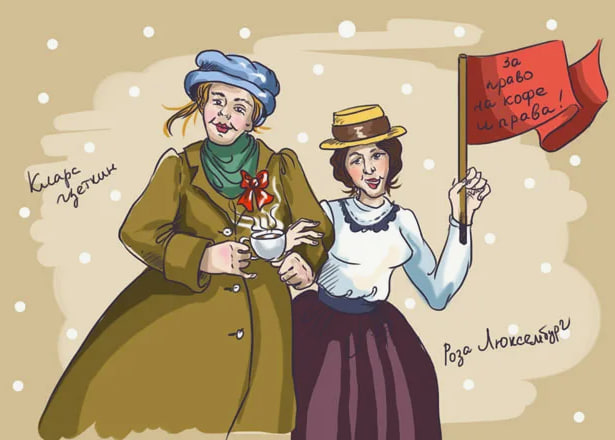 За
право
на кофе
и права!
Клара
Цеткин
Роза Люксембург